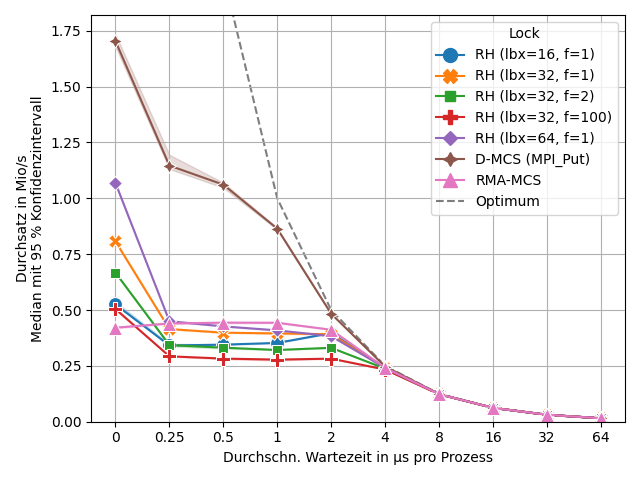 Durchsatz in Mio/s
Median mit 95 % Konfidenzintervall
1.75
1.50
1.25
1.00
0.75
0.50
0.25
0.00
Lock
RH (lbx=16, f=1)
RH (lbx=32, f=1)
RH (lbx=32, f=2)
RH (lbx=32, f=100)
RH (lbx=64, f=1)
D-MCS (MPI_Put)
RMA-MCS
Optimum
0 0.25 0.5 1 2 4 8 16 32 64
Durchschn. Wartezeit in µs pro Prozess